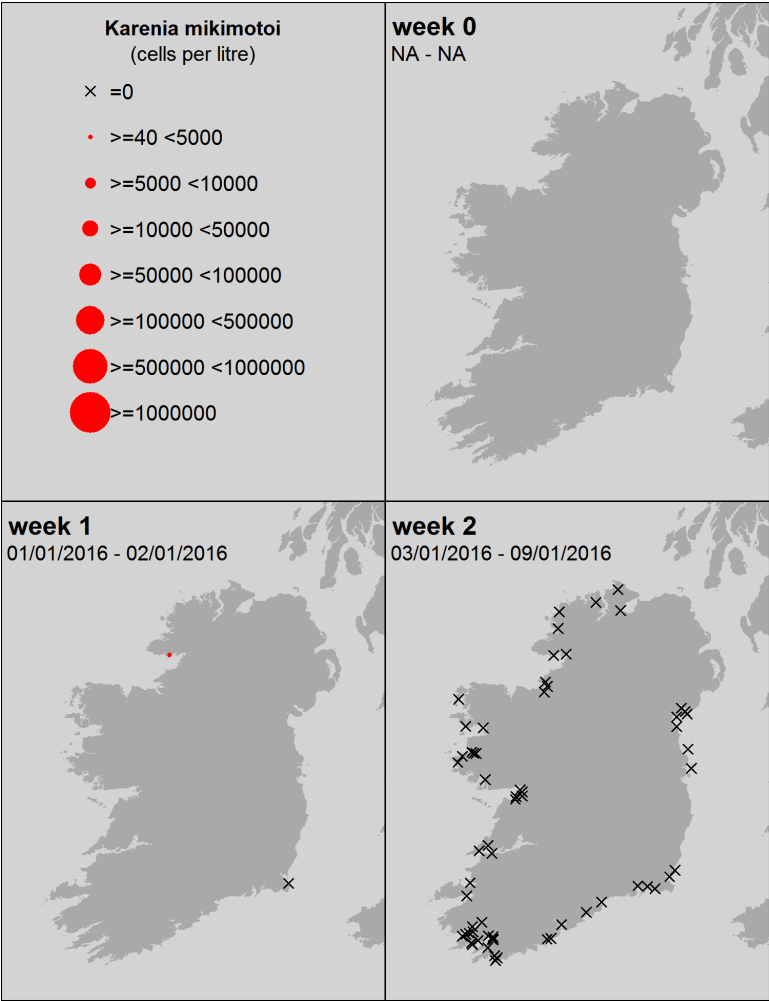 Karenia mikimotoi
(cells per litre)
=0
>=40 <5000
>=5000 <10000
>=10000 <50000
>=50000 <100000
>=100000 <500000
>=500000 <1000000
>=1000000
week 0
NA - NA
week 1
01/01/2016 - 02/01/2016
week 2
03/01/2016 - 09/01/2016